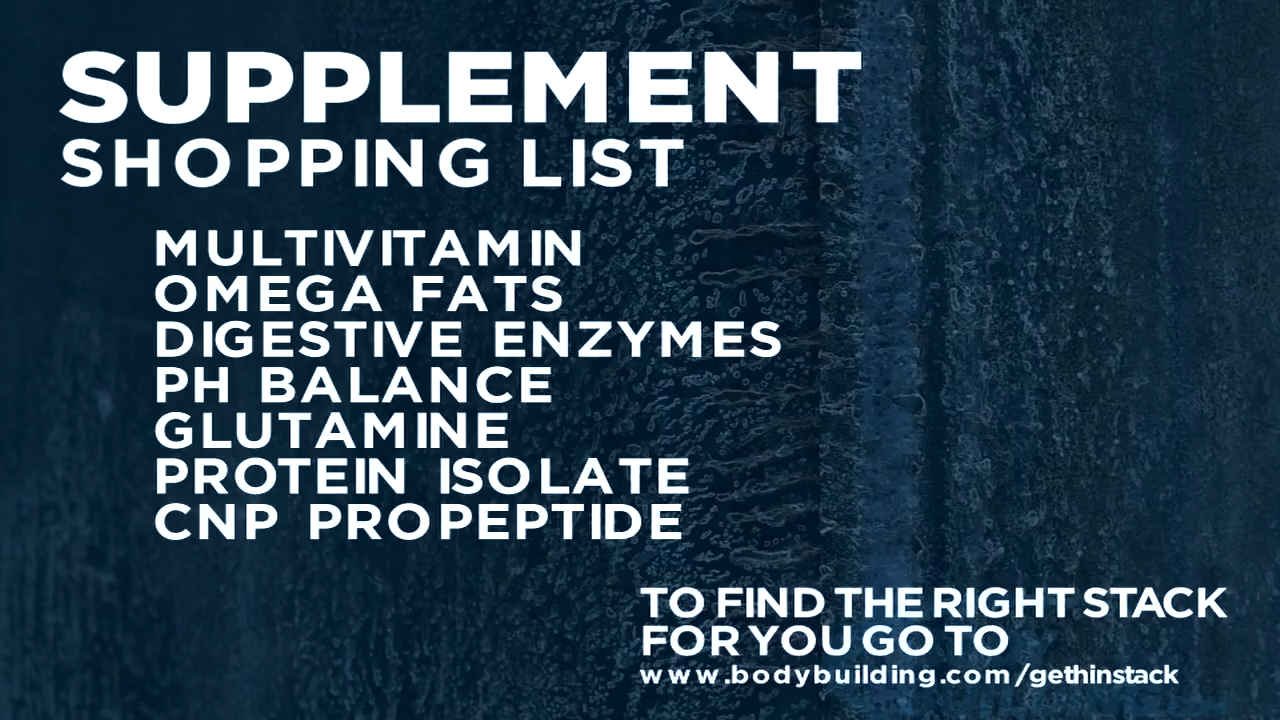 SUPPLEMENT
SHOPPING LIST
MULTIVITAMIN
OMEGA FATS
DIGESTIVE ENZYMES
PH BALANCE
GLUTAMINE
PROTEIN ISOLATE
CNP PROPEPTIDE
TO FIND THE RIGHT STACK
FOR YOU GO TO
www.bodybuilding.com/gethinstack